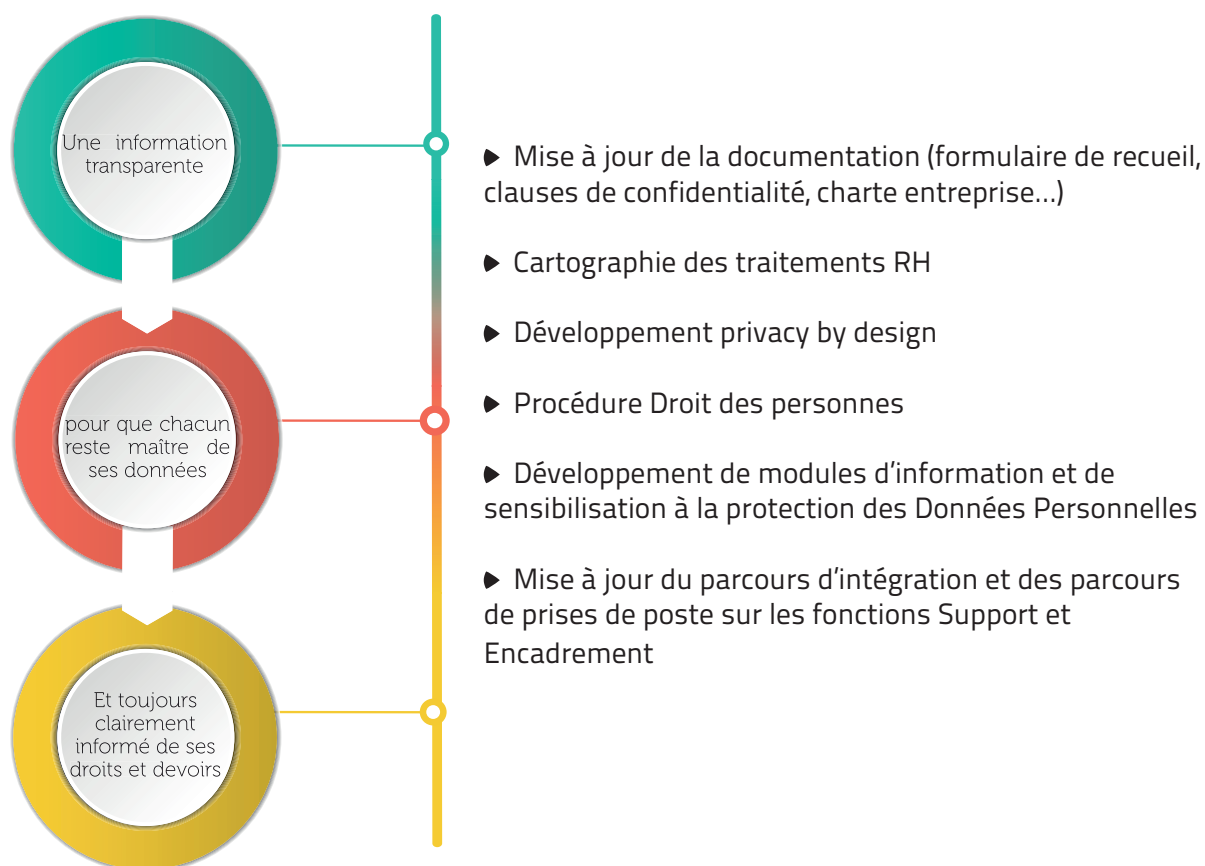 Une information
transparente
pour que chacun
reste maître de
ses données
Et toujours
clairement
informé de ses
droits et devoirs
▶ Mise à jour de la documentation (formulaire de recueil,
clauses de confidentialité, charte entreprise…)
▶ Cartographie des traitements RH
▶ Développement privacy by design
▶ Procédure Droit des personnes
▶ Développement de modules d’information et de
sensibilisation à la protection des Données Personnelles
▶ Mise à jour du parcours d’intégration et des parcours
de prises de poste sur les fonctions Support et
Encadrement